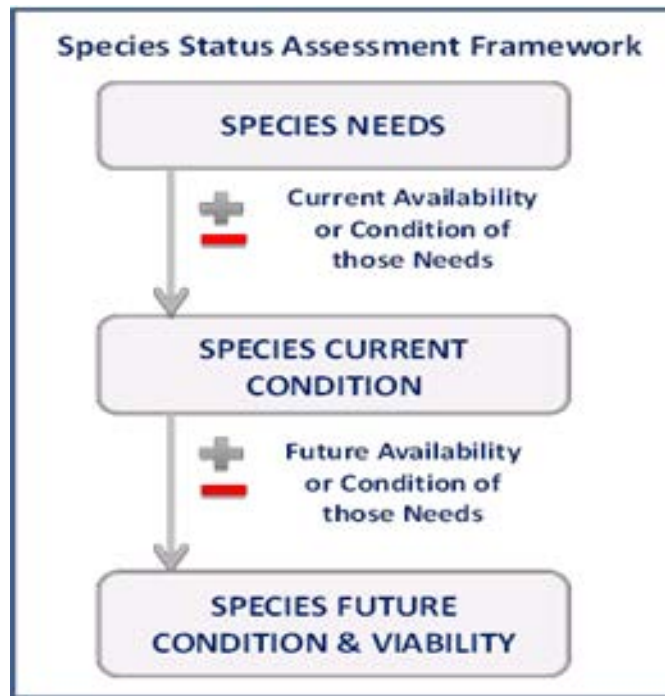 Species Status Assessment Framework
SPECIES NEEDS
Current Availability
or Condition of
those Needs
SPECIES CURRENT
CONDITION
Future Availability
or Condition of
those Needs
SPECIES FUTURE
CONDITION & VIABILITY